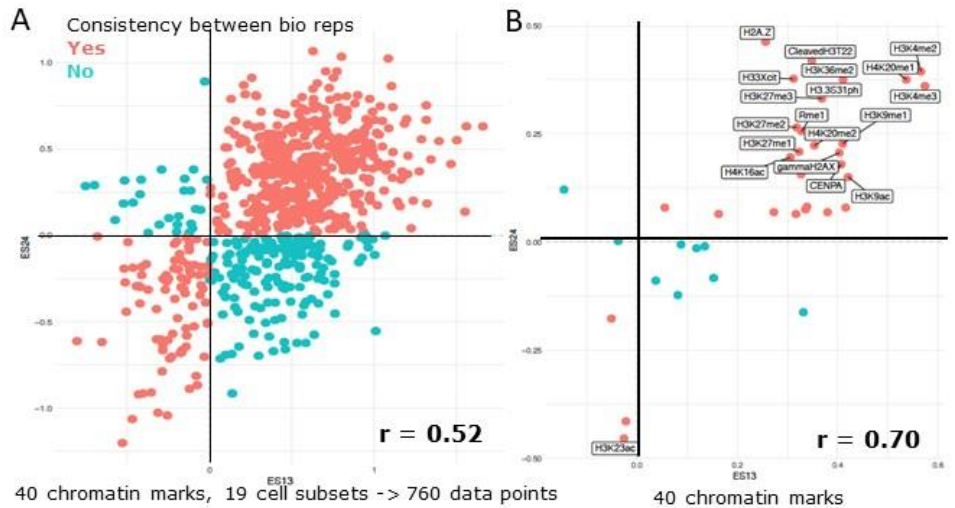 A
Consistency between bio reps
Yes
No
1.0
0.5
0.0
−0.5
−1.0
ES24
0
1
ES13
r = 0.52
40 chromatin marks, 19 cell subsets -> 760 data points
B
0.50
0.25
0.00
−0.25
−0.50
ES24
H2A.Z
CleavedH3T22
H3K4me2
H3K36me2
H4K20me1
H33Xcit
H3.3S31ph
H3K27me3
H3K4me3
Rme1
H3K9me1
H3K27me2
H4K20me2
H3K27me1
H4K16ac
gammaH2AX
CENPA
H3K9ac
H3K23ac
r = 0.70
0.0
0.2
0.4
0.6
ES13
40 chromatin marks